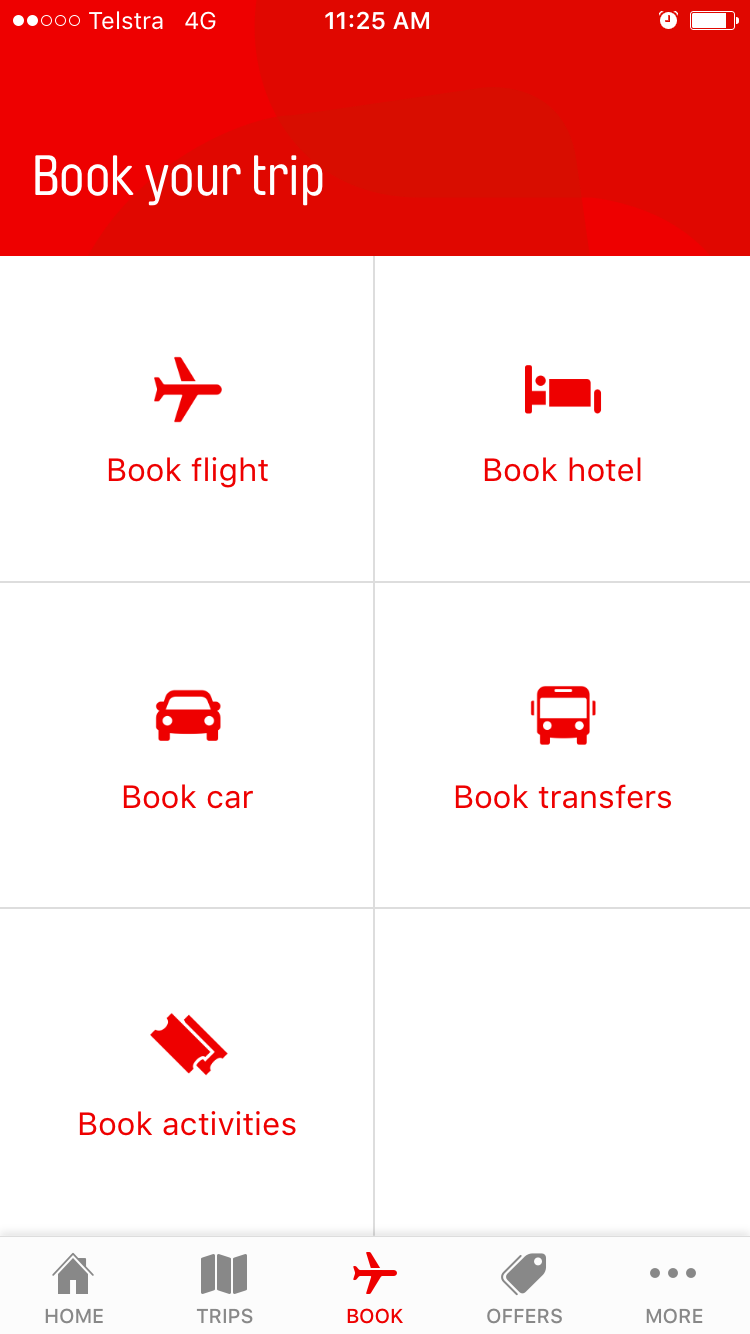 Telstra 4G 11:25 AM
Book your trip
Book flight
Book hotel
Book car
Book transfers
Book activities
HOME TRIPS BOOK OFFERS MORE